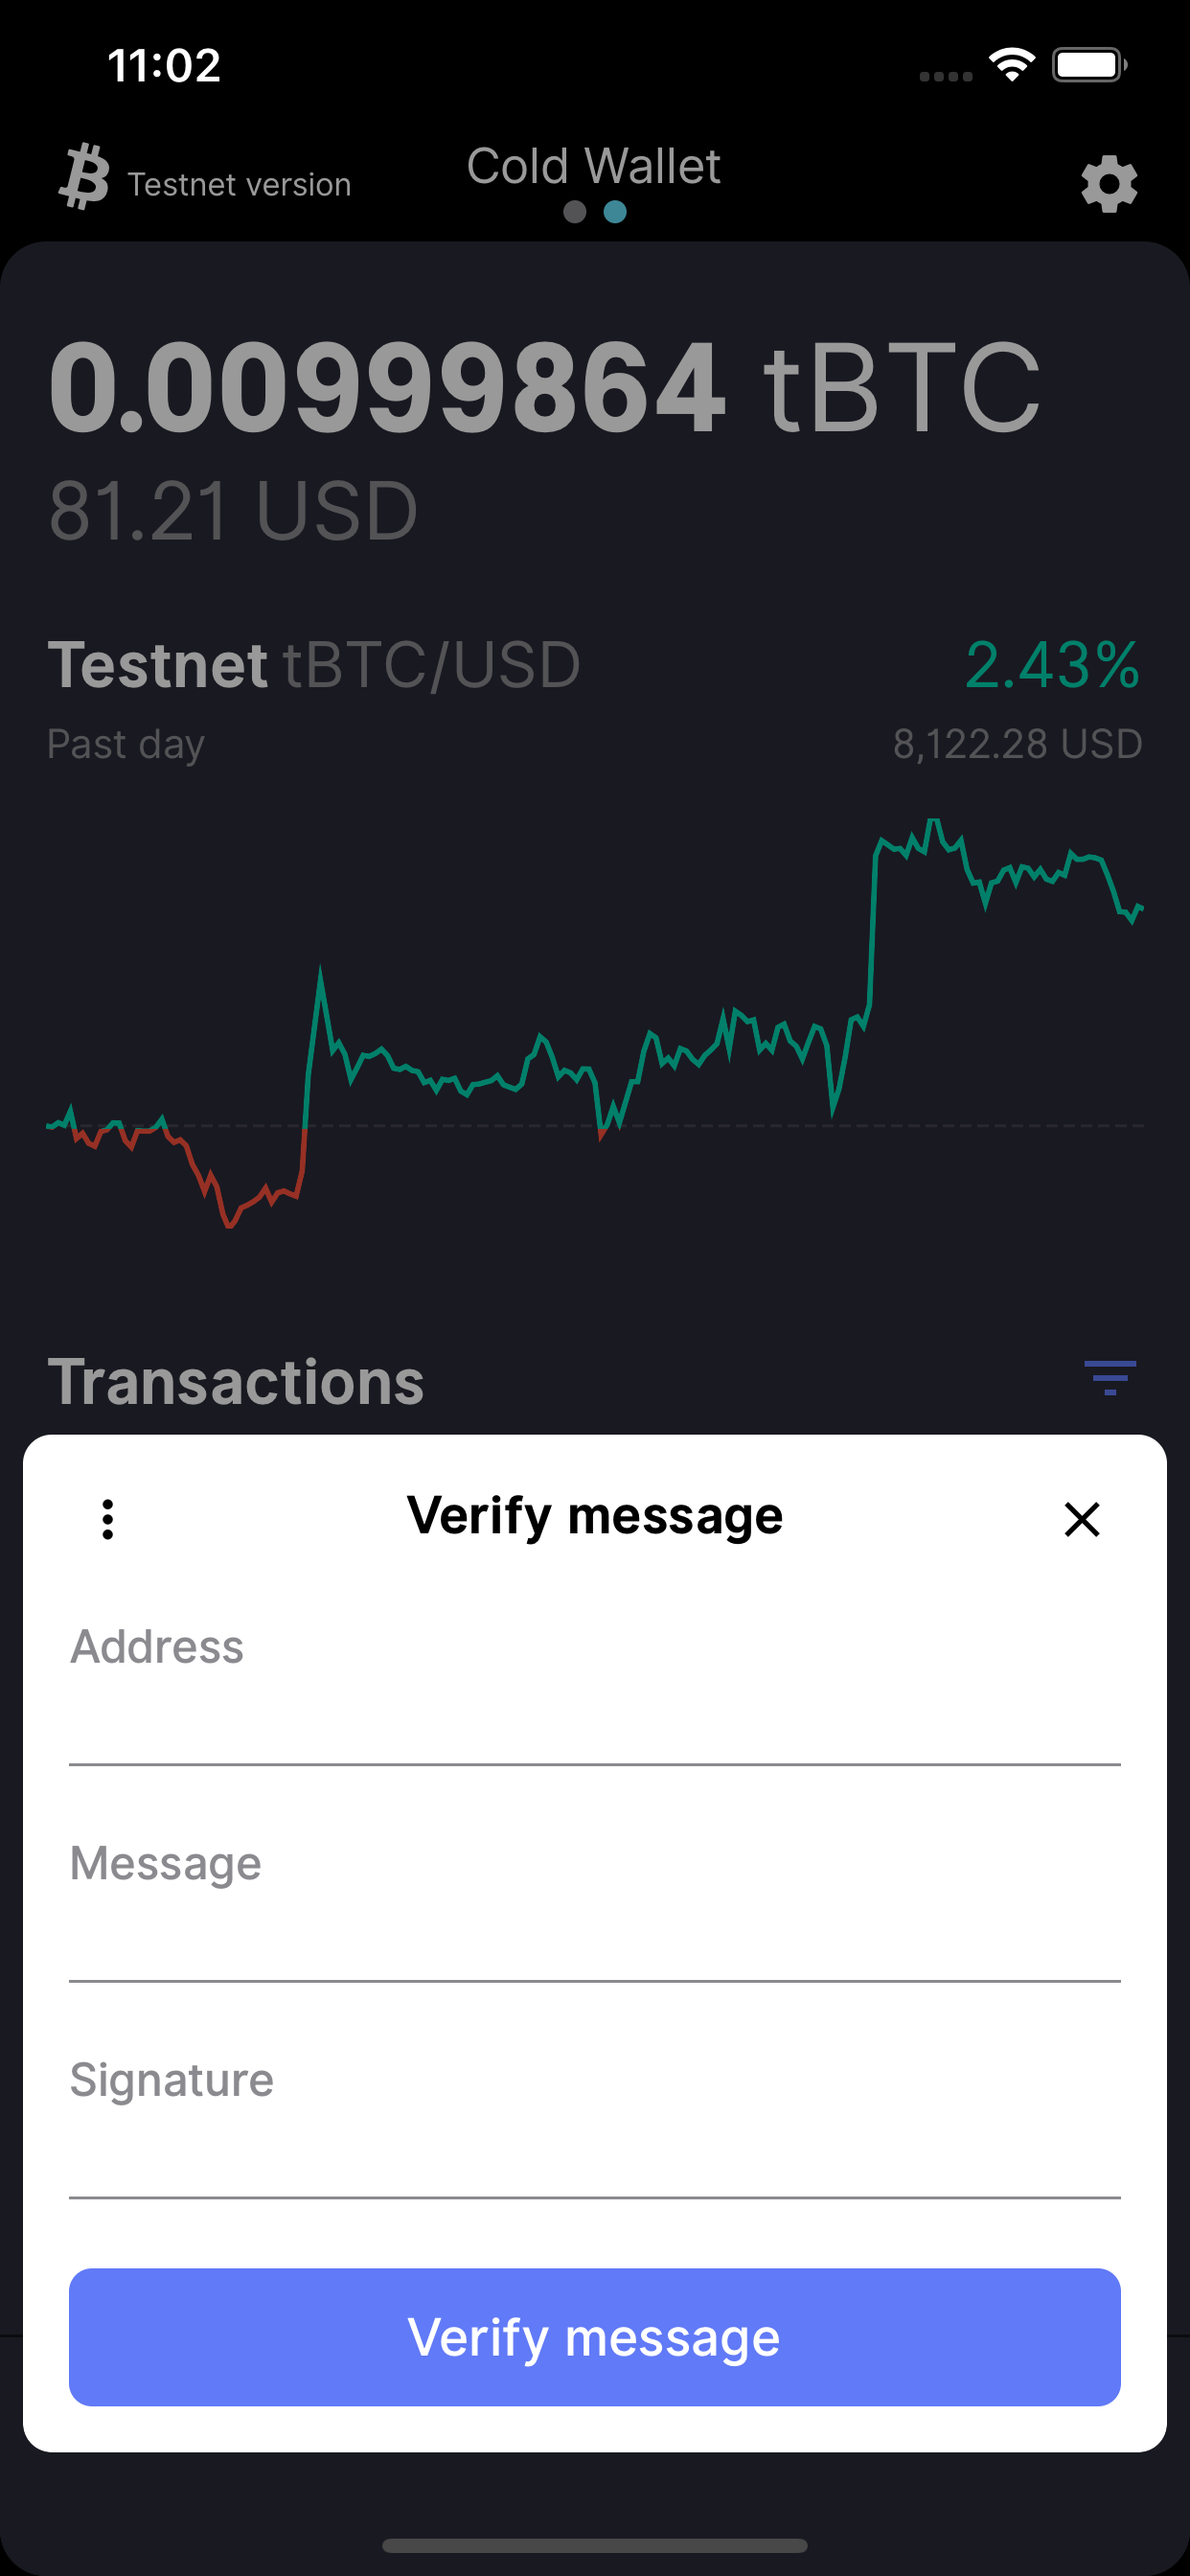 11:02
Testnet version
Cold Wallet
0.00999864 tBTC
81.21 USD
Testnet tBTC/USD 2.43%
Past day 8,122.28 USD
Transactions
Verify message
Address
Message
Signature
Verify message